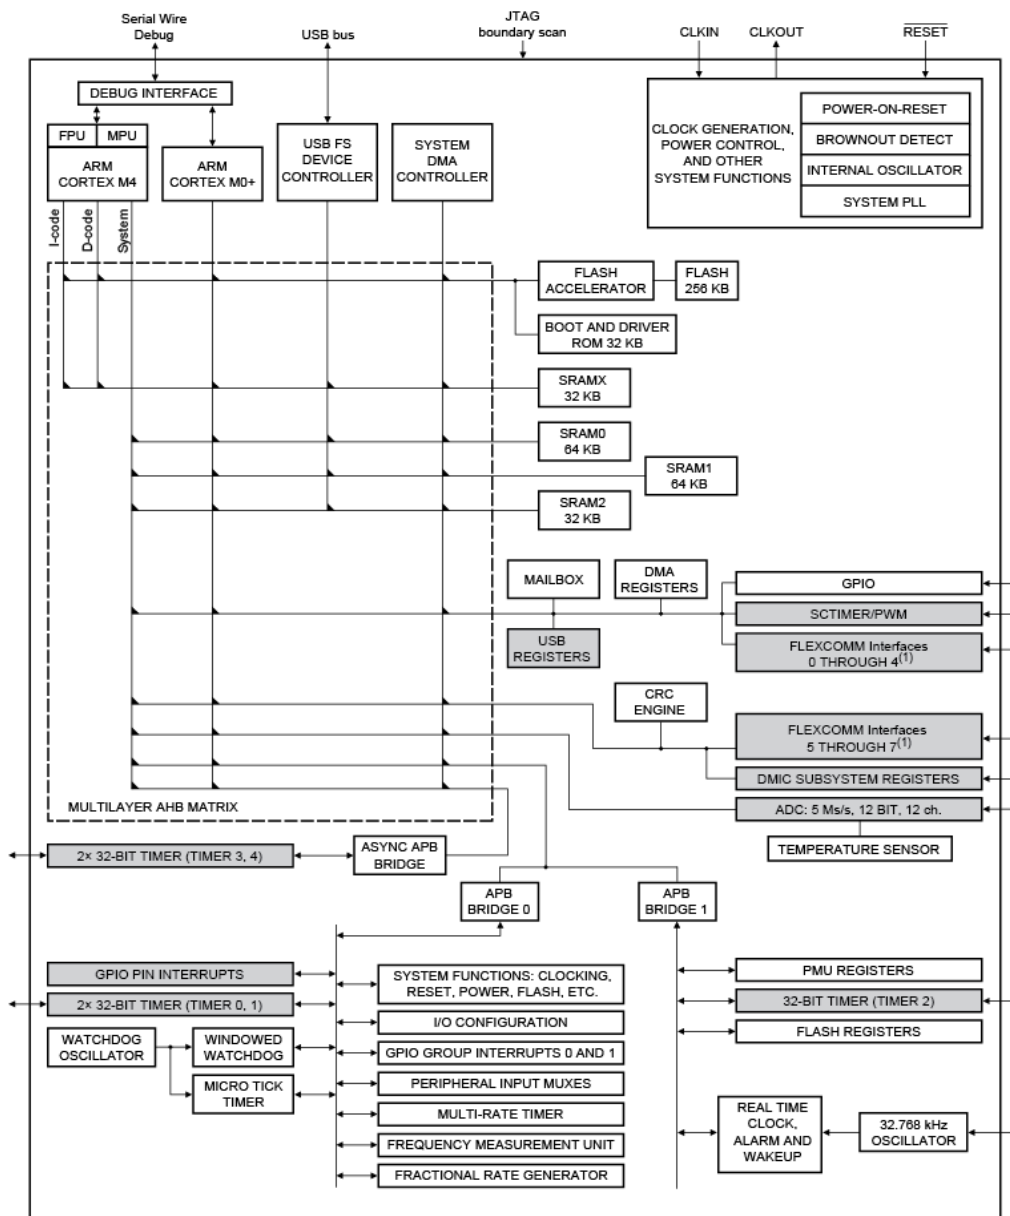 Serial Wire
Debug
USB bus
JTAG
boundary scan
CLKIN
CLKOUT
RESET
DEBUG INTERFACE
FPU
MPU
ARM
CORTEX M4
ARM
CORTEX M0+
USB FS
DEVICE
CONTROLLER
SYSTEM
DMA
CONTROLLER
CLOCK GENERATION,
POWER CONTROL,
AND OTHER
SYSTEM FUNCTIONS
POWER-ON-RESET
BROWNOUT DETECT
INTERNAL OSCILLATOR
SYSTEM PLL
I-code
D-code
System
FLASH
ACCELERATOR
FLASH
256 KB
BOOT AND DRIVER
ROM 32 KB
SRAMX
32 KB
SRAM0
64 KB
SRAM1
64 KB
SRAM2
32 KB
MAILBOX
DMA
REGISTERS
GPIO
SCTIMER/PWM
USB
REGISTERS
FLEXCOMM Interfaces
0 THROUGH 4(1)
CRC
ENGINE
FLEXCOMM Interfaces
5 THROUGH 7(1)
DMIC SUBSYSTEM REGISTERS
MULTILAYER AHB MATRIX
ADC: 5 Ms/s, 12 BIT, 12 ch.
TEMPERATURE SENSOR
2× 32-BIT TIMER (TIMER 3, 4)
ASYNC APB
BRIDGE
APB
BRIDGE 0
APB
BRIDGE 1
GPIO PIN INTERRUPTS
2× 32-BIT TIMER (TIMER 0, 1)
WATCHDOG
OSCILLATOR
WINDOWED
WATCHDOG
MICRO TICK
TIMER
SYSTEM FUNCTIONS: CLOCKING,
RESET, POWER, FLASH, ETC.
I/O CONFIGURATION
GPIO GROUP INTERRUPTS 0 AND 1
PERIPHERAL INPUT MUXES
MULTI-RATE TIMER
FREQUENCY MEASUREMENT UNIT
FRACTIONAL RATE GENERATOR
PMU REGISTERS
32-BIT TIMER (TIMER 2)
FLASH REGISTERS
REAL TIME
CLOCK,
ALARM AND
WAKEUP
32.768 kHz
OSCILLATOR